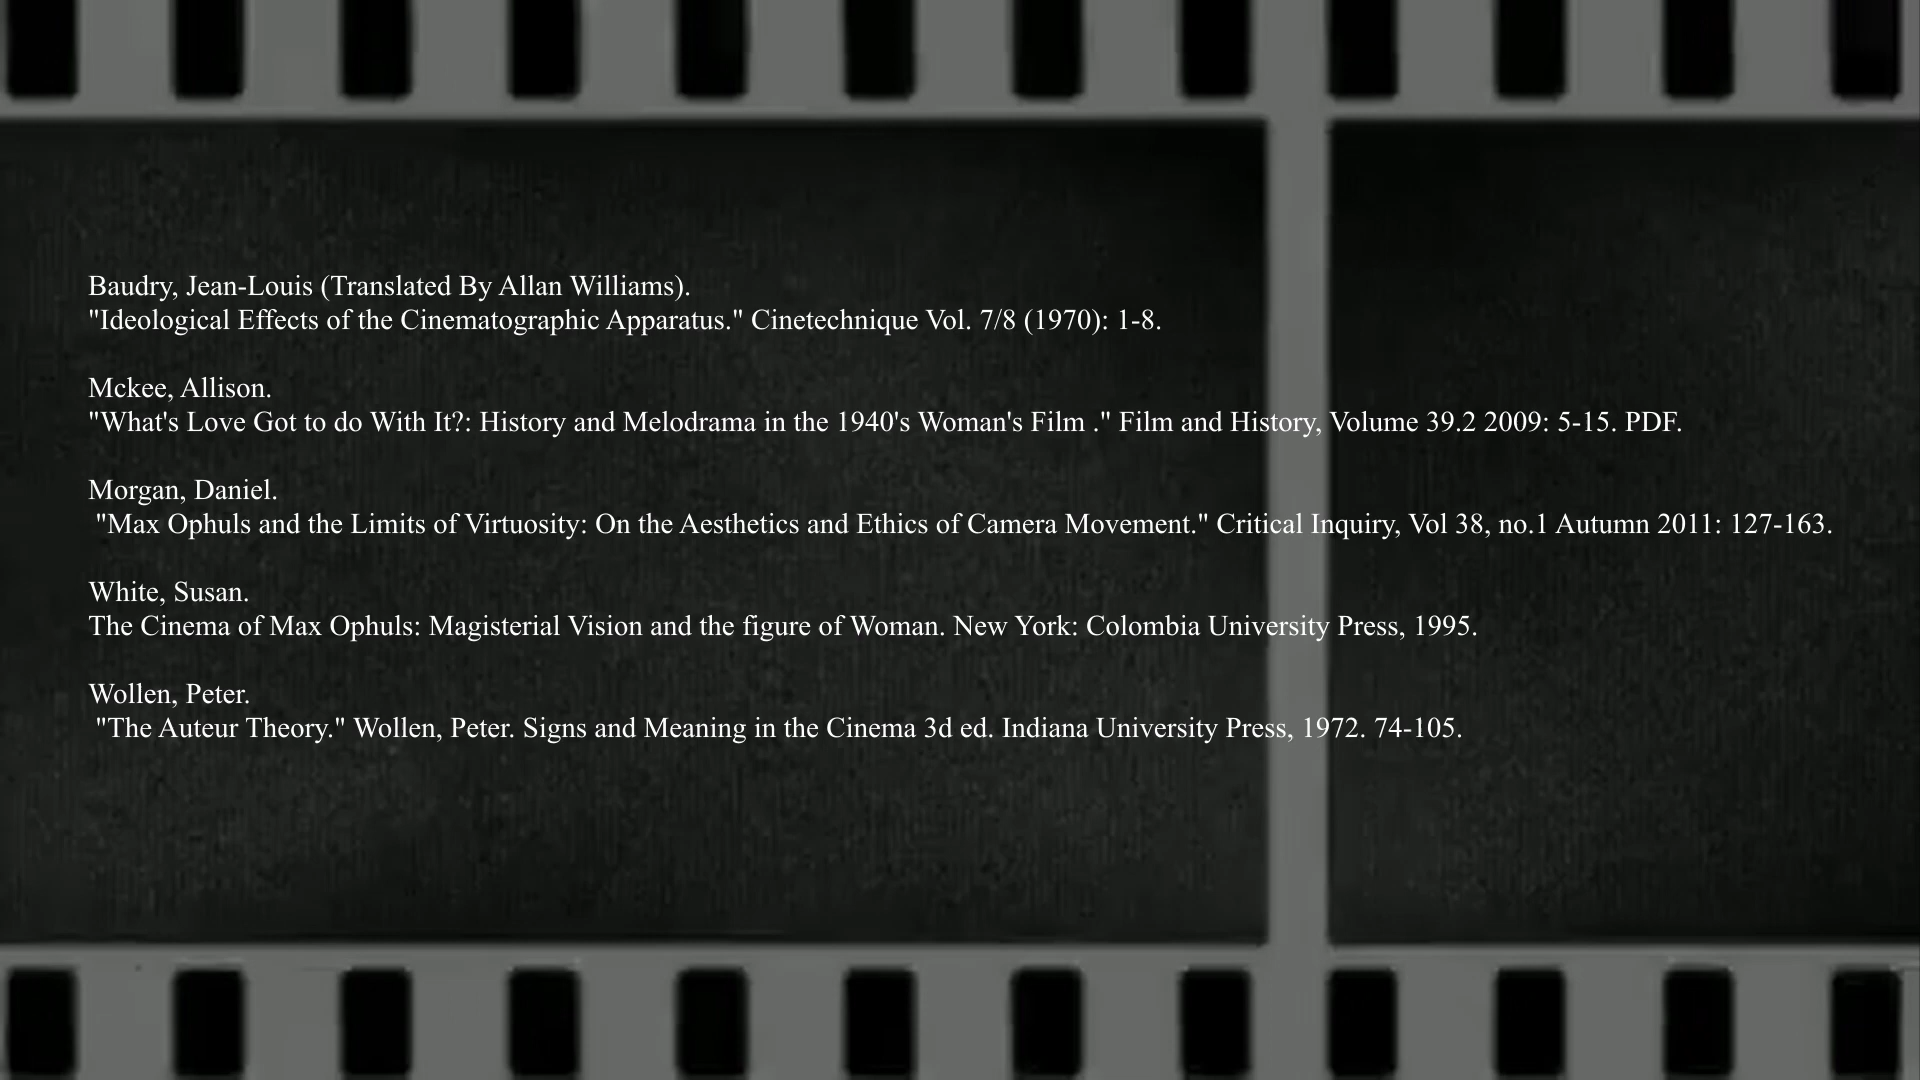 Baudry, Jean-Louis (Translated By Allan Williams).
"Ideological Effects of the Cinematographic Apparatus." Cinetechnique Vol. 7/8 (1970): 1-8.
Mckee, Allison.
"What's Love Got to do With It?: History and Melodrama in the 1940's Woman's Film ." Film and History, Volume 39.2 2009: 5-15. PDF.
Morgan, Daniel.
"Max Ophuls and the Limits of Virtuosity: On the Aesthetics and Ethics of Camera Movement." Critical Inquiry, Vol 38, no.1 Autumn 2011: 127-163.
White, Susan.
The Cinema of Max Ophuls: Magisterial Vision and the figure of Woman. New York: Colombia University Press, 1995.
Wollen, Peter.
"The Auteur Theory." Wollen, Peter. Signs and Meaning in the Cinema 3d ed. Indiana University Press, 1972. 74-105.